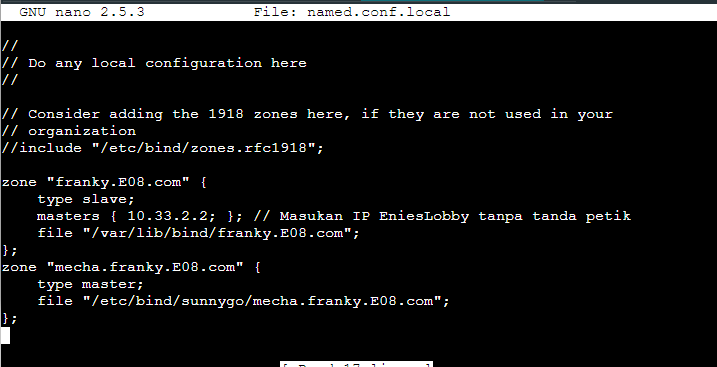 GNU nano 2.5.3 File: named.conf.local
//
// Do any local configuration here
//
// Consider adding the 1918 zones here, if they are not used in your
// organization
//include "/etc/bind/zones.rfc1918";
zone "franky.E08.com" {
    type slave;
    masters { 10.33.2.2; }; // Masukan IP EniesLobby tanpa tanda petik
    file "/var/lib/bind/franky.E08.com";
};
zone "mecha.franky.E08.com" {
    type master;
    file "/etc/bind/sunnygo/mecha.franky.E08.com";
};